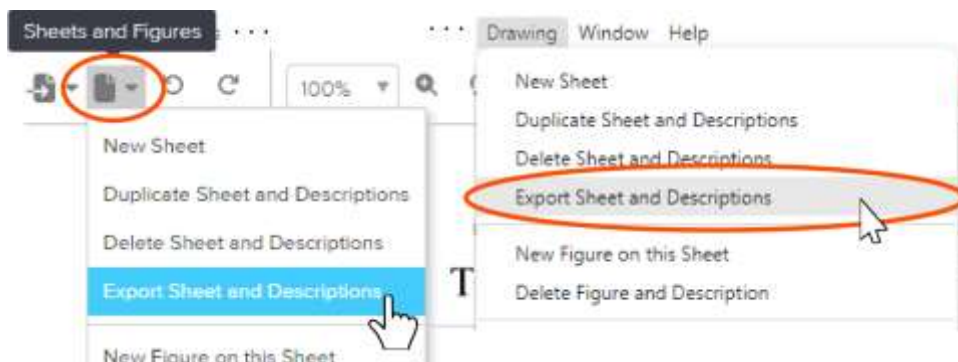 Sheets and Figures
100%
New Sheet
Duplicate Sheet and Descriptions
Delete Sheet and Descriptions
Export Sheet and Descriptions
New Figure on this Sheet
T
Drawing Window Help
New Sheet
Duplicate Sheet and Descriptions
Delete Sheet and Descriptions
Export Sheet and Descriptions
New Figure on this Sheet
Delete Figure and Description